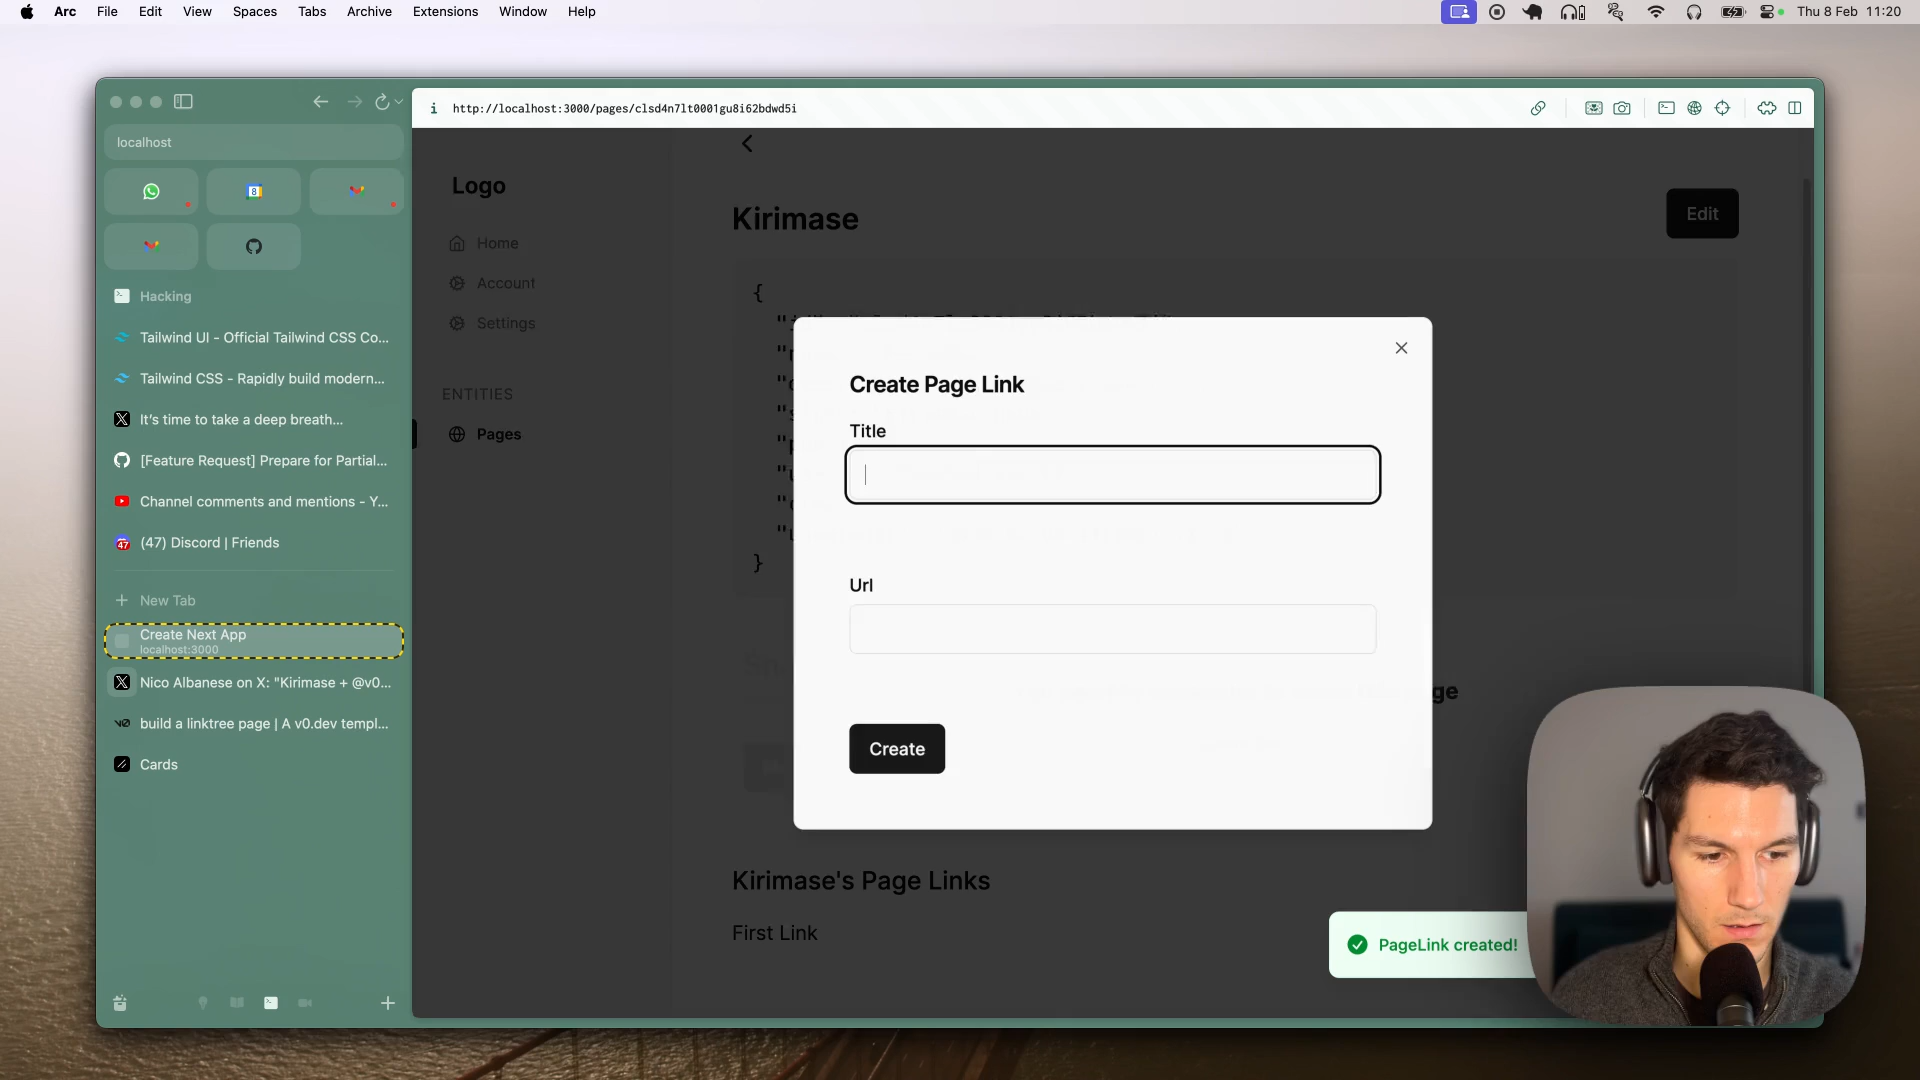 Arc File Edit View Spaces Tabs Archive Extensions Window Help
Thu 8 Feb 11:20
http://localhost:3000/pages/clsd4n7lt0001gu8i62bdwd5i
localhost
8
Hacking
Tailwind UI - Official Tailwind CSS Co...
Tailwind CSS - Rapidly build modern...
It's time to take a deep breath...
[Feature Request] Prepare for Partial...
Channel comments and mentions - Y...
47
(47) Discord | Friends
New Tab
Create Next App
localhost:3000
Nico Albanese on X: "Kirimase + @v0...
build a linktree page | A v0.dev templ...
Cards
Logo
Home
Account
Settings
ENTITIES
Pages
Kirimase
Edit
{
}
Create Page Link
Title
Url
Create
Kirimase's Page Links
First Link
PageLink created!